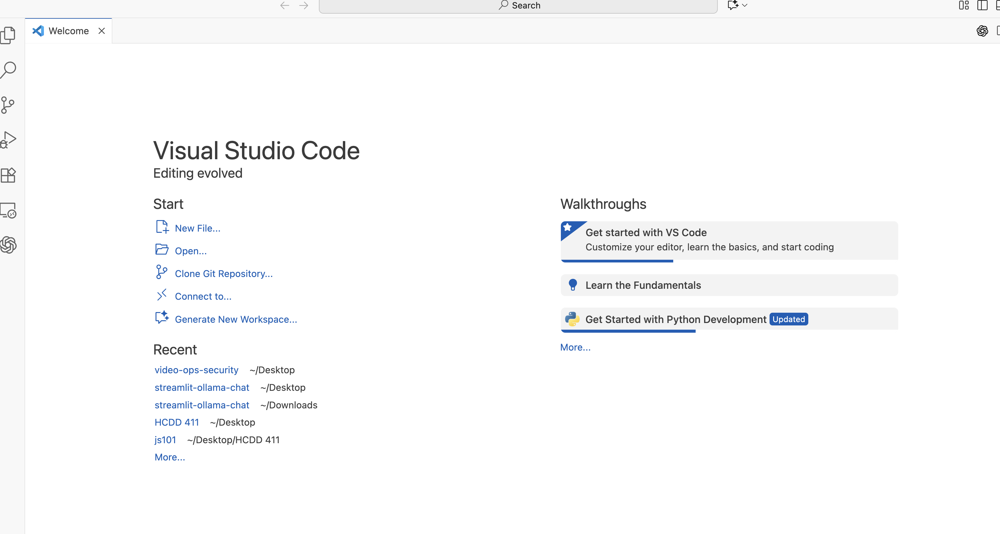 Search
Welcome
Visual Studio Code
Editing evolved
Start
New File...
Open...
Clone Git Repository...
Connect to...
Generate New Workspace...
Recent
video-ops-security ~/Desktop
streamlit-ollama-chat ~/Desktop
streamlit-ollama-chat ~/Downloads
HCDD 411 ~/Desktop
js101 ~/Desktop/HCDD 411
More...
Walkthroughs
Get started with VS Code
Customize your editor, learn the basics, and start coding
Learn the Fundamentals
Get Started with Python Development Updated
More...